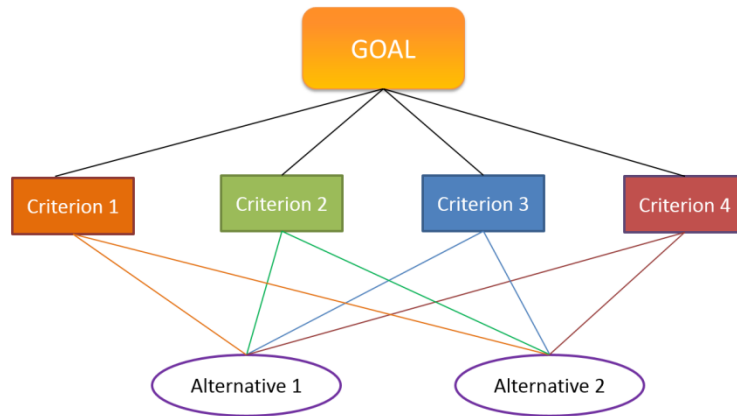 GOAL
Criterion 1
Criterion 2
Criterion 3
Criterion 4
Alternative 1
Alternative 2